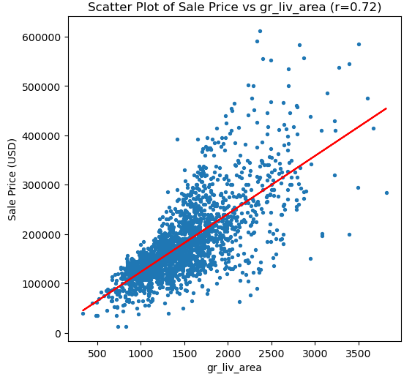 Scatter Plot of Sale Price vs gr_liv_area (r=0.72)
Sale Price (USD)
600000
500000
400000
300000
200000
100000
0
500 1000 1500 2000 2500 3000 3500
gr_liv_area